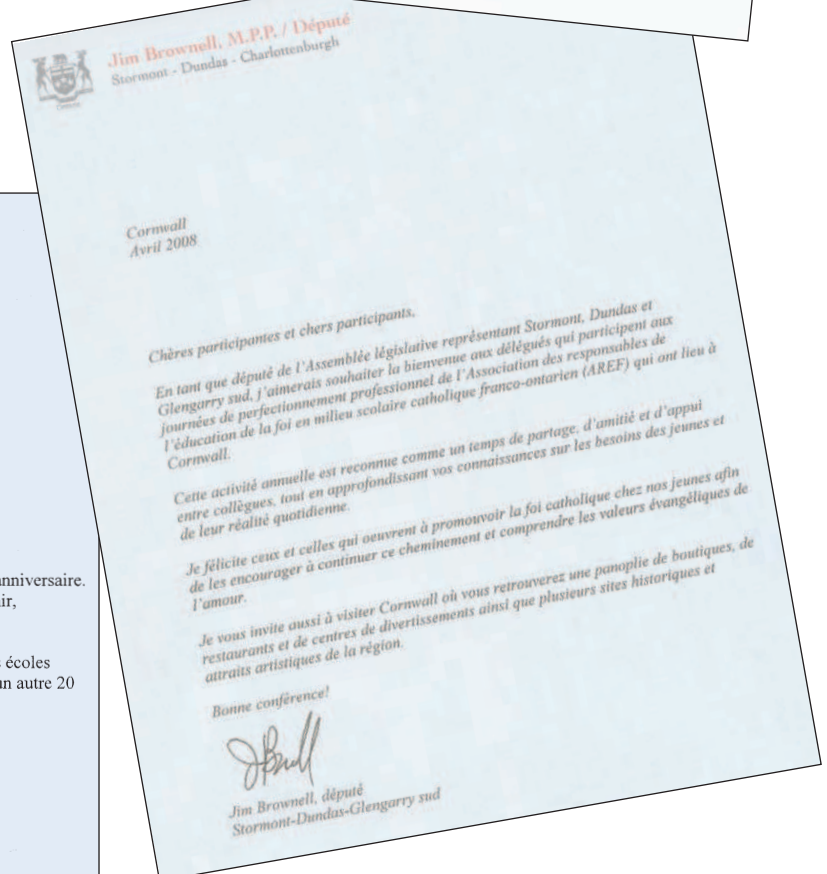 Jim Brownell, M.P.P. / Député
Stormont - Dundas - Charlottenburgh
Cornwall
Avril 2008
Chères participantes et chers participants,
En tant que député de l'Assemblée législative représentant Stormont, Dundas et
Glengarry sud, j'aimerais souhaiter la bienvenue aux délégués qui participent aux
journées de perfectionnement professionnel de l'Association des responsables de
l'éducation de la foi en milieu scolaire catholique franco-ontarien (AREF) qui ont lieu à
Cornwall.
Cette activité annuelle est reconnue comme un temps de partage, d'amitié et d'appui
entre collègues, tout en approfondissant vos connaissances sur les besoins des jeunes et
de leur réalité quotidienne.
Je félicite ceux et celles qui oeuvrent à promouvoir la foi catholique chez nos jeunes afin
de les encourager à continuer ce cheminement et comprendre les valeurs évangéliques de
l'amour.
Je vous invite aussi à visiter Cornwall où vous retrouverez une panoplie de boutiques, de
restaurants et de centres de divertissements ainsi que plusieurs sites historiques et
attraits artistiques de la région.
Bonne conférence!
Jim Brownell, député
Stormont-Dundas-Glengarry sud
anniversaire.
ir,
écoles
un autre 20